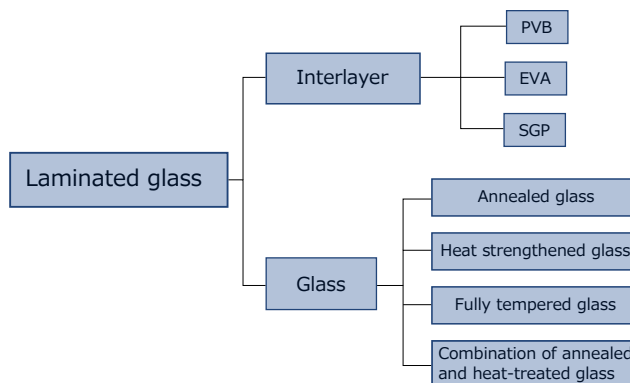 PVB
Interlayer
EVA
SGP
Laminated glass
Annealed glass
Heat strengthened glass
Glass
Fully tempered glass
Combination of annealed
and heat-treated glass